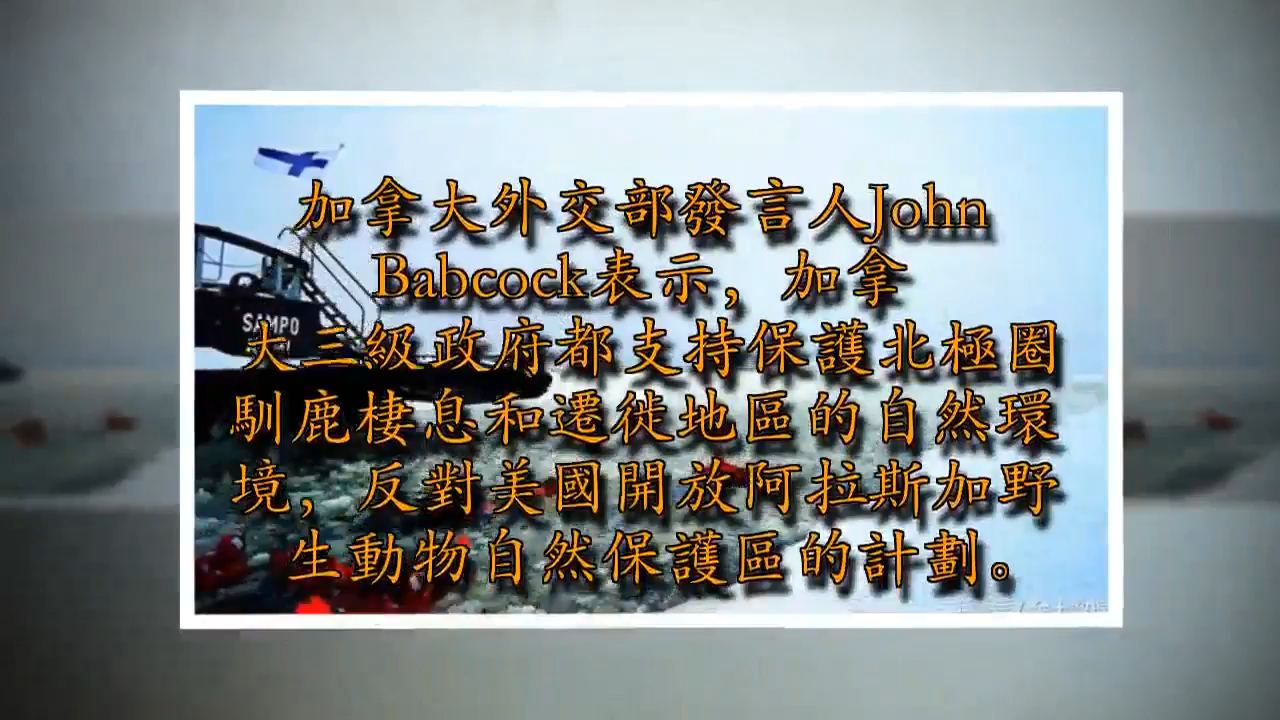 加拿大外交部發言人John
Babcock表示，加拿
大三級政府都支持保護北極圈
馴鹿棲息和遷徙地區的自然環
境，反對美國開放阿拉斯加野
生動物自然保護區的計劃。
SAMPO